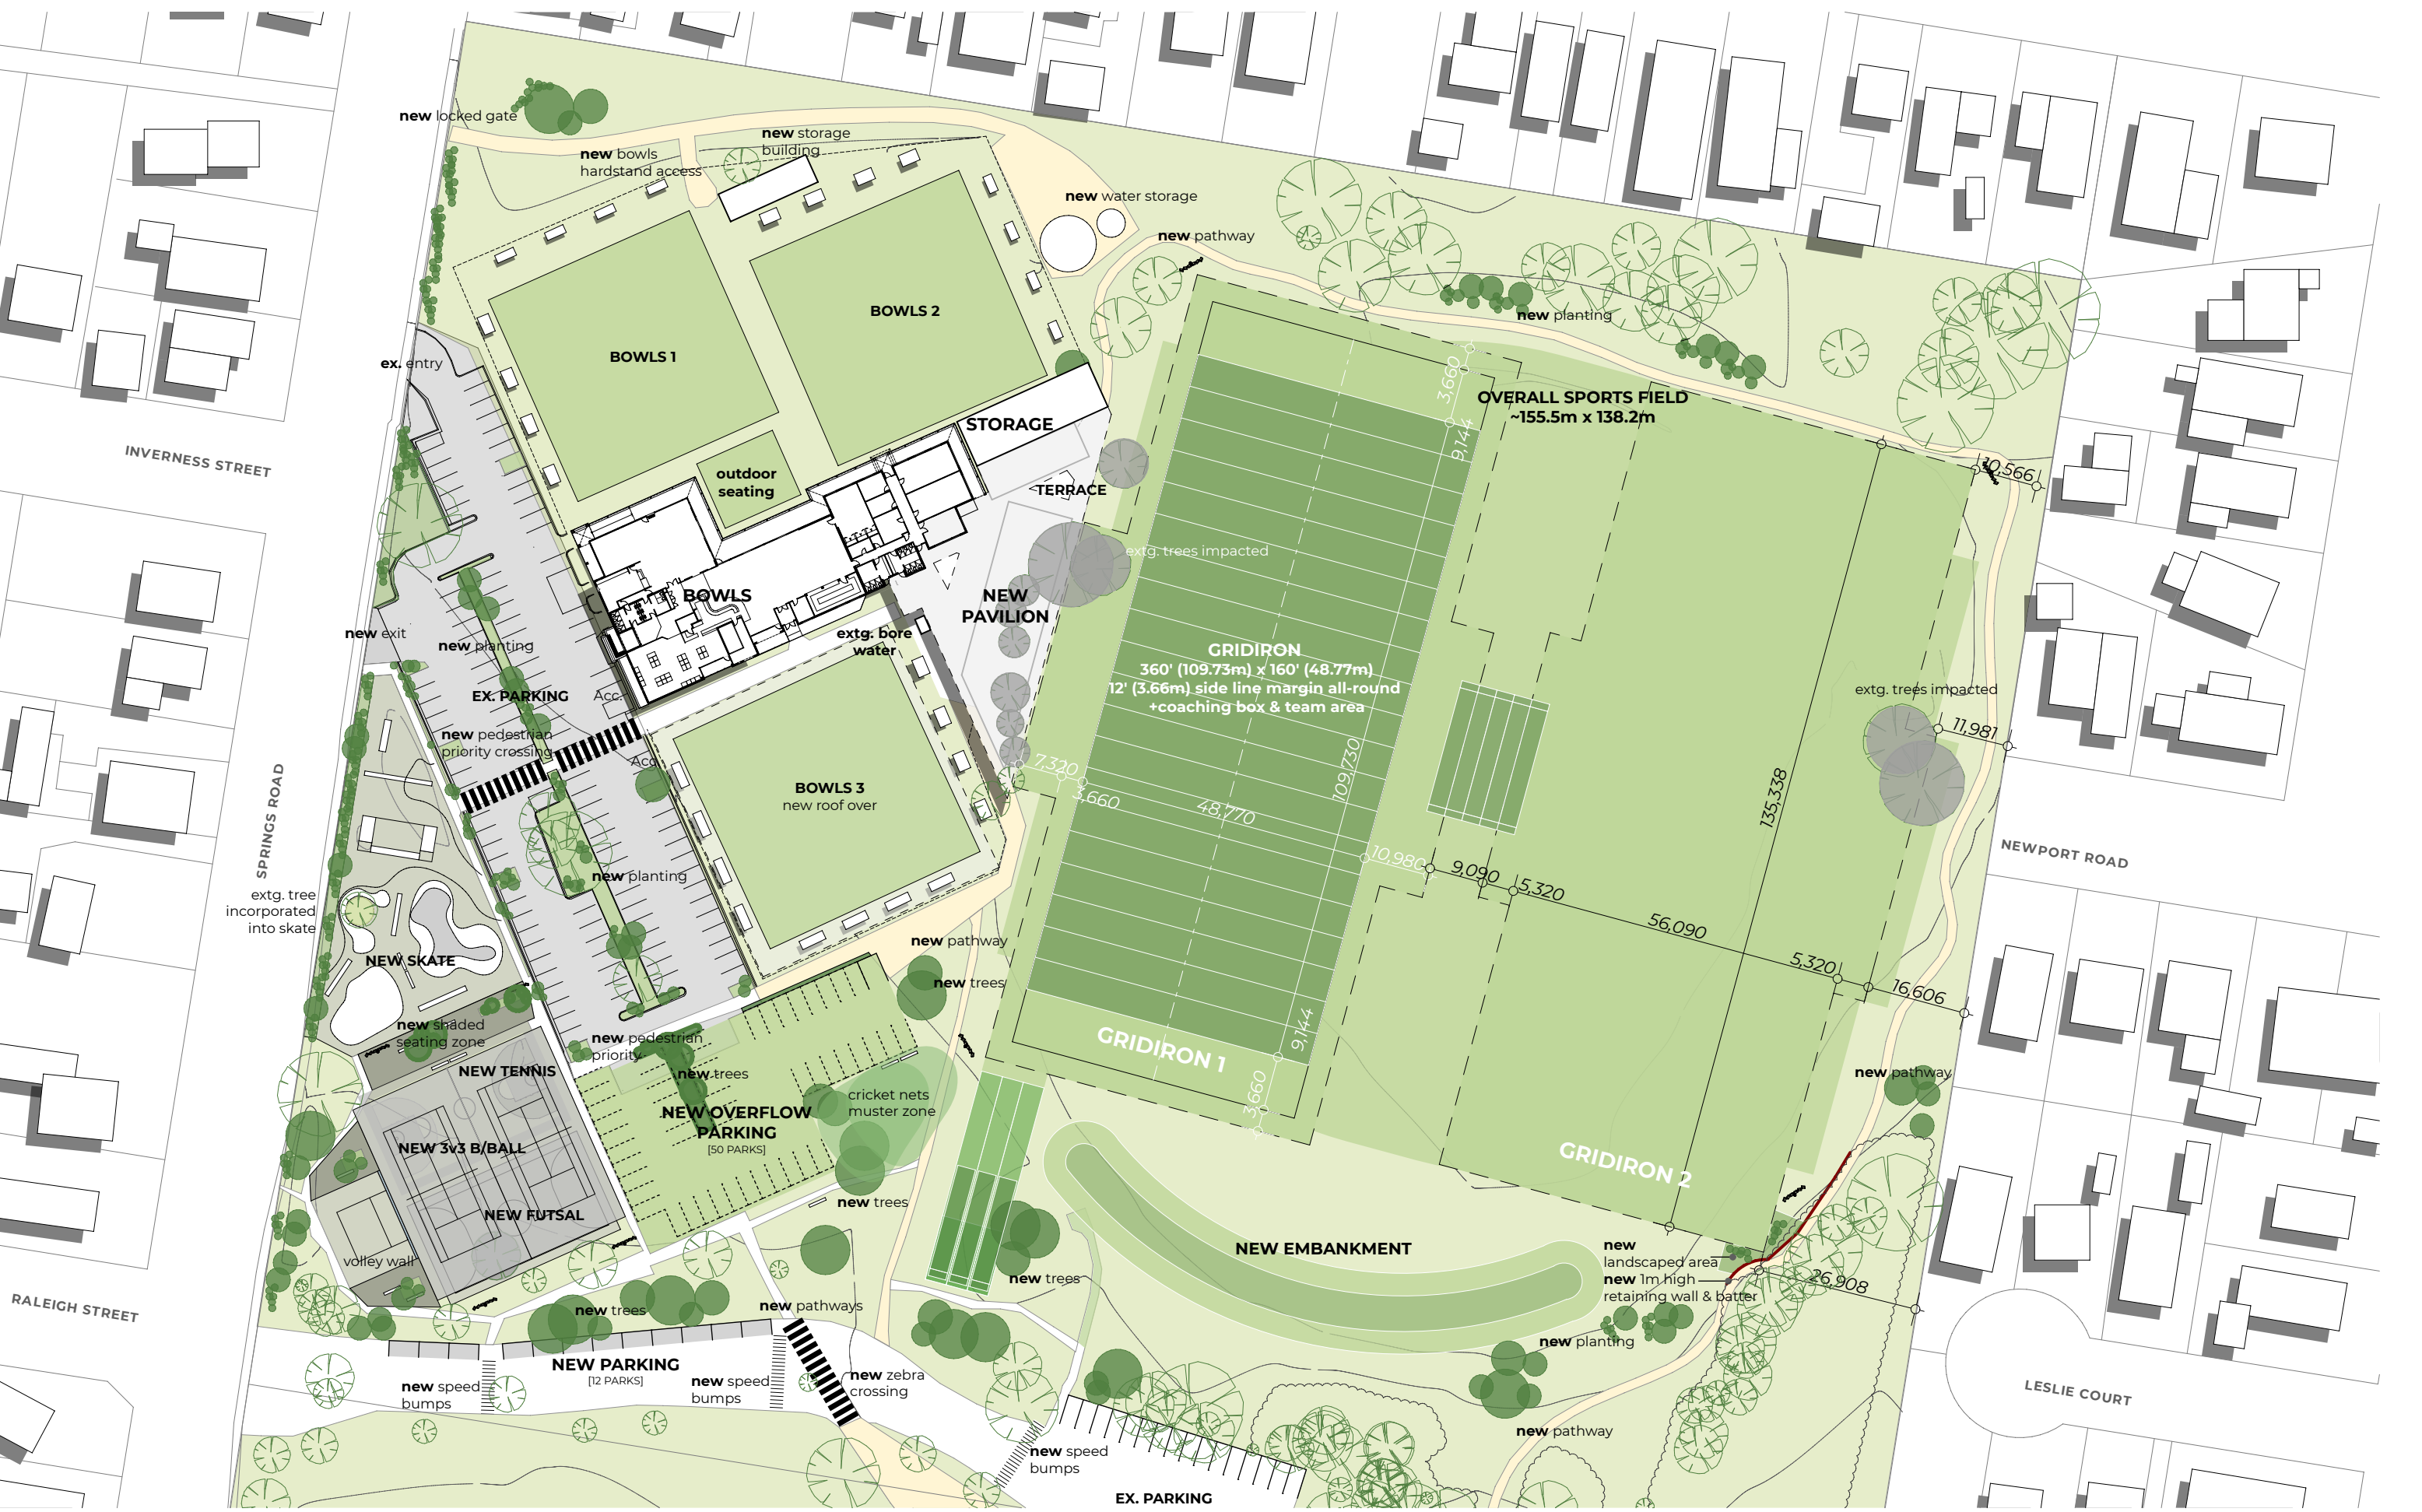 new locked gate
new bowls
hardstand access
new storage
building
new water storage
new pathway
new planting
BOWLS 1
BOWLS 2
ex. entry
STORAGE
OVERALL SPORTS FIELD
~155.5m x 138.2m
3,660
9,144
10,566
INVERNESS STREET
outdoor
seating
TERRACE
extg. trees impacted
BOWLS
NEW
PAVILION
new exit
new planting
extg. bore
water
GRIDIRON
360' (109.73m) x 160' (48.77m)
12' (3.66m) side line margin all-round
+coaching box & team area
EX. PARKING
Acc.
extg. trees impacted
11,981
new pedestrian
priority crossing
Acc.
7,320
3,660
48,770
109,730
135,338
BOWLS 3
new roof over
SPRINGS ROAD
NEWPORT ROAD
10,980
9,090
5,320
56,090
5,320
16,606
new planting
extg. tree
incorporated
into skate
new pathway
NEW SKATE
new trees
new shaded
seating zone
new pedestrian
priority
9,144
GRIDIRON 1
NEW TENNIS
new trees
new pathway
cricket nets
muster zone
3,660
NEW OVERFLOW
PARKING
[50 PARKS]
NEW 3v3 B/BALL
GRIDIRON 2
new trees
NEW FUTSAL
volley wall
NEW EMBANKMENT
new
landscaped area
new 1m high
retaining wall & batter
26,908
new trees
RALEIGH STREET
new trees
new pathways
new planting
NEW PARKING
[12 PARKS]
new speed
bumps
new speed
bumps
new zebra
crossing
LESLIE COURT
new pathway
new speed
bumps
EX. PARKING